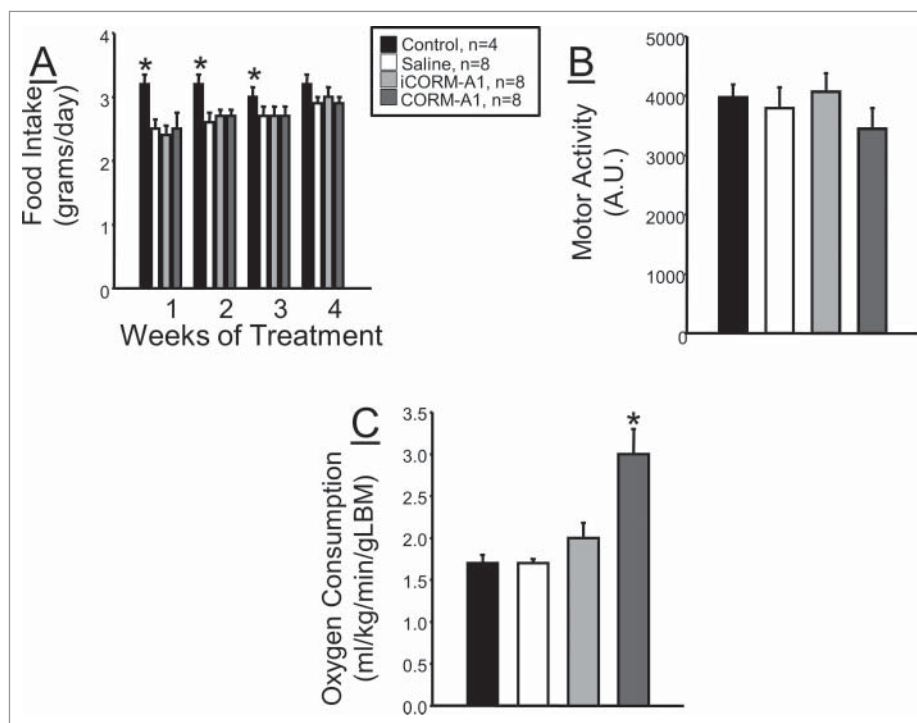 A
Food Intake
(grams/day)
4
3
2
1
0
* * *
1 2 3 4
Weeks of Treatment
Control, n=4
Saline, n=8
iCORM-A1, n=8
CORM-A1, n=8
B
Motor Activity
(A.U.)
5000
4000
3000
2000
1000
0
C
Oxygen Consumption
(ml/kg/min/gLBM)
3.5
3.0
2.5
2.0
1.5
1.0
0.5
0.0
*